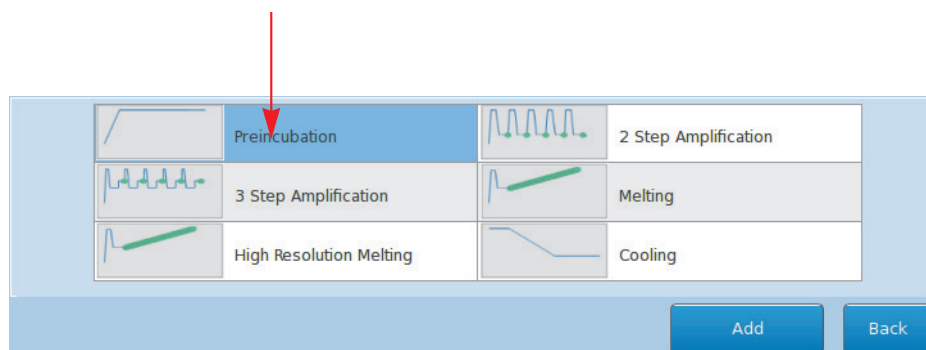 Preincubation
2 Step Amplification
3 Step Amplification
Melting
High Resolution Melting
Cooling
Add
Back